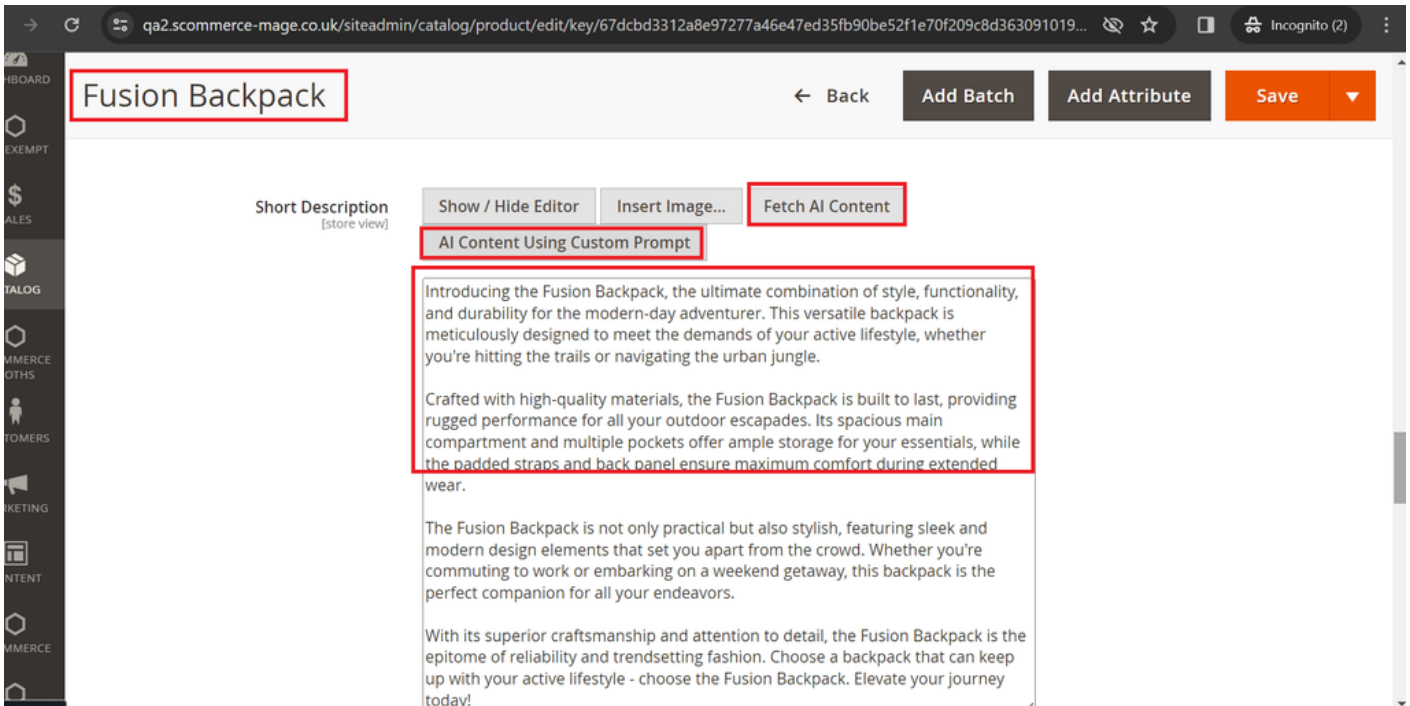 qa2.scommerce-mage.co.uk/siteadmin/catalog/product/edit/key/67dcbd3312a8e97277a46e47ed35fb90be52f1e70f209c8d363091019...
Incognito (2)
HBOARD
EXEMPT
ALES
TALOG
MMERCE
OTHS
TOMERS
RKETING
NTENT
MMERCE
Fusion Backpack
Back
Add Batch
Add Attribute
Save
Short Description
[store view]
Show / Hide Editor
Insert Image...
Fetch AI Content
AI Content Using Custom Prompt
Introducing the Fusion Backpack, the ultimate combination of style, functionality,
and durability for the modern-day adventurer. This versatile backpack is
meticulously designed to meet the demands of your active lifestyle, whether
you're hitting the trails or navigating the urban jungle.
Crafted with high-quality materials, the Fusion Backpack is built to last, providing
rugged performance for all your outdoor escapades. Its spacious main
compartment and multiple pockets offer ample storage for your essentials, while
the padded straps and back panel ensure maximum comfort during extended
wear.
The Fusion Backpack is not only practical but also stylish, featuring sleek and
modern design elements that set you apart from the crowd. Whether you're
commuting to work or embarking on a weekend getaway, this backpack is the
perfect companion for all your endeavors.
With its superior craftsmanship and attention to detail, the Fusion Backpack is the
epitome of reliability and trendsetting fashion. Choose a backpack that can keep
up with your active lifestyle - choose the Fusion Backpack. Elevate your journey
today!